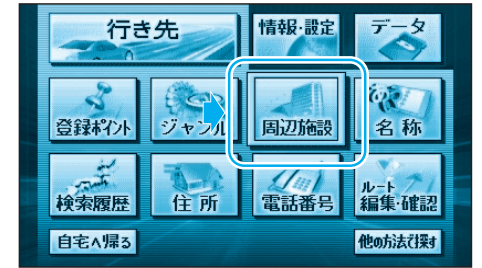 行き先
情報・設定
データ
登録ﾎﾟｲﾝﾄ
ジャンル
周辺施設
名 称
検索履歴
住 所
電話番号
ルート
編集・確認
自宅へ帰る
他の方法で探す